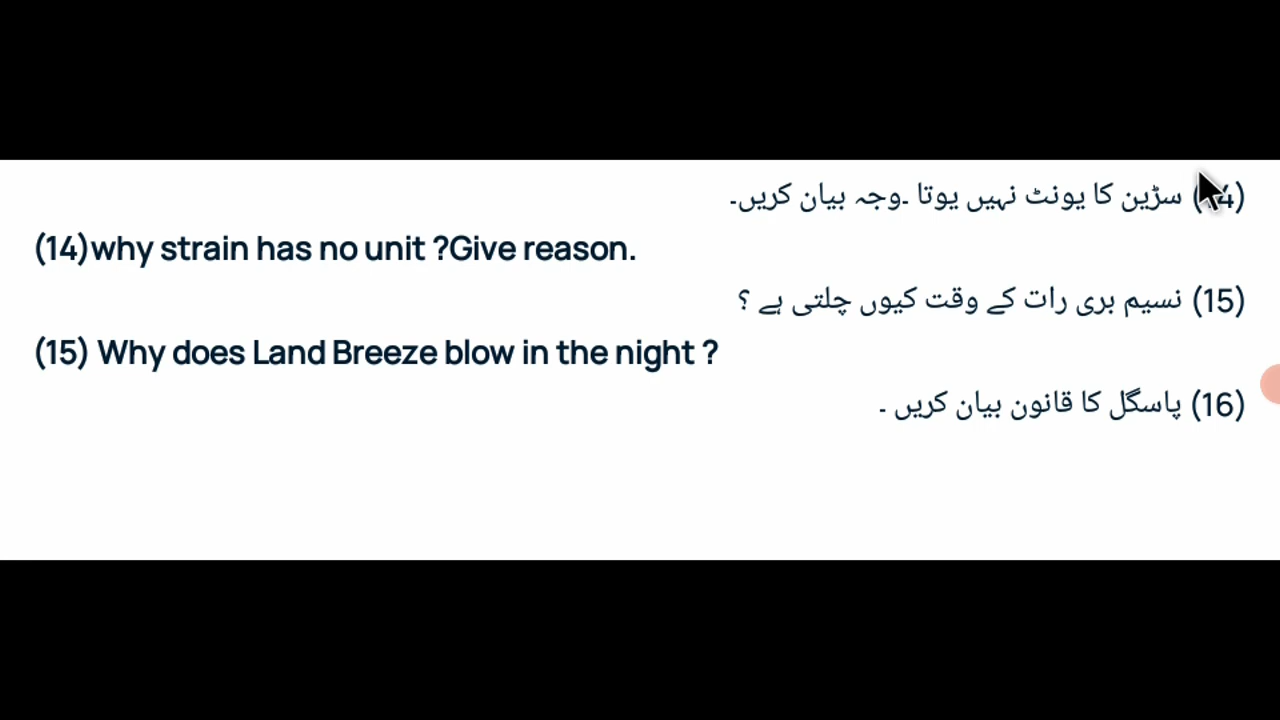 سڑین کا یونٹ نہیں یوتا ۔وجہ بیان کریں۔
(14)why strain has no unit ?Give reason.
(15) نسیم بری رات کے وقت کیوں چلتی ہے ؟
(15) Why does Land Breeze blow in the night ?
(16) پاسگل کا قانون بیان کریں ۔